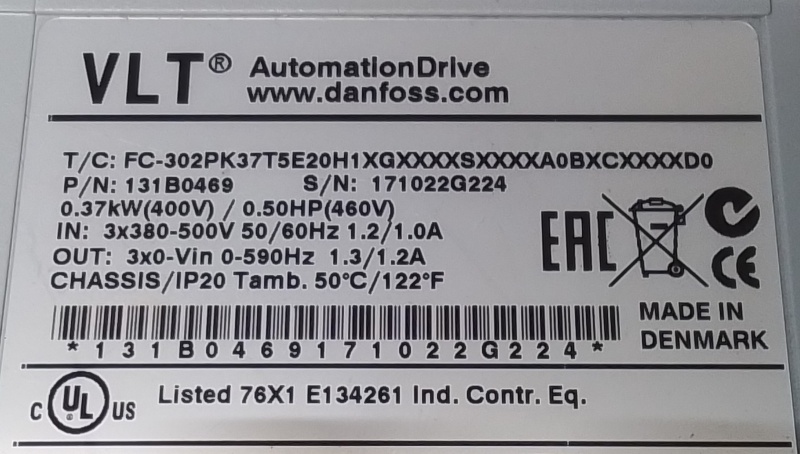 VLT® AutomationDrive
www.danfoss.com
T/C: FC-302PK37T5E20H1XGXXXXSXXXXA0BXCXXXXD0
P/N: 131B0469 S/N: 171022G224
0.37kW(400V) / 0.50HP(460V)
IN: 3x380-500V 50/60Hz 1.2/1.0A
OUT: 3x0-Vin 0-590Hz 1.3/1.2A
CHASSIS/IP20 Tamb. 50°C/122°F
EAC CE
*131B0469171022G224*
MADE IN
DENMARK
C UL US Listed 76X1 E134261 Ind. Contr. Eq.